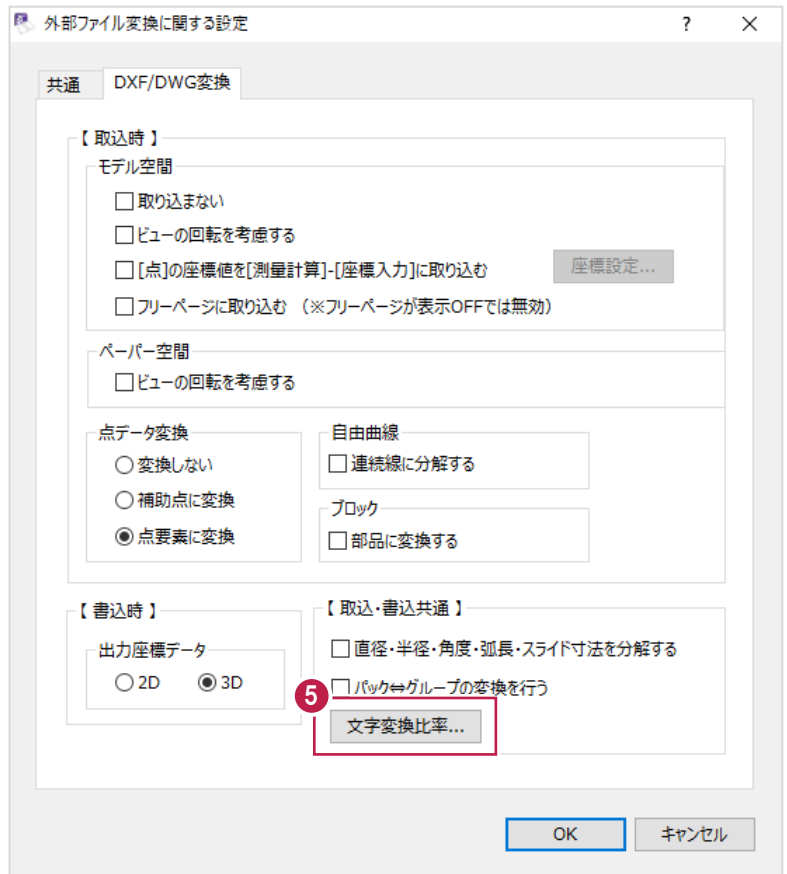 外部ファイル変換に関する設定
?
共通
DXF/DWG変換
【 取込時 】
モデル空間
取り込まない
ビューの回転を考慮する
[点]の座標値を[測量計算]-[座標入力]に取り込む
座標設定...
フリーページに取り込む （※フリーページが表示OFFでは無効）
ペーパー空間
ビューの回転を考慮する
点データ変換
変換しない
補助点に変換
点要素に変換
自由曲線
連続線に分解する
ブロック
部品に変換する
【 書込時 】
出力座標データ
2D
3D
【 取込・書込共通 】
直径・半径・角度・弧長・スライド寸法を分解する
パック⇔グループの変換を行う
5
文字変換比率...
OK
キャンセル